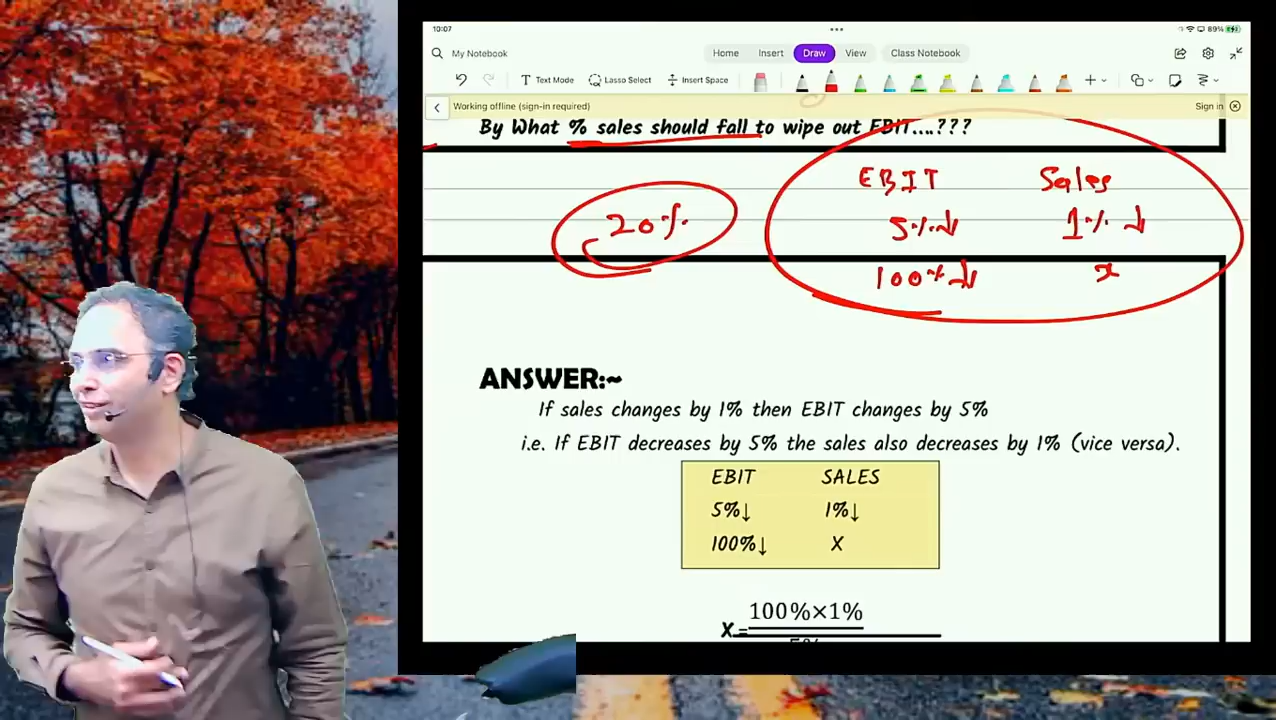 10:07
89%
My Notebook
Home Insert Draw View Class Notebook
Text Mode Lasso Select Insert Space
Working offline (sign-in required) Sign in
By What % sales should fall to wipe out EBIT....???
EBIT Sales
20% 5%↓ 1%↓
100%↓ x
ANSWER:~
If sales changes by 1% then EBIT changes by 5%
i.e. If EBIT decreases by 5% the sales also decreases by 1% (vice versa).
EBIT SALES
5%↓ 1%↓
100%↓ X
100%×1%
X=